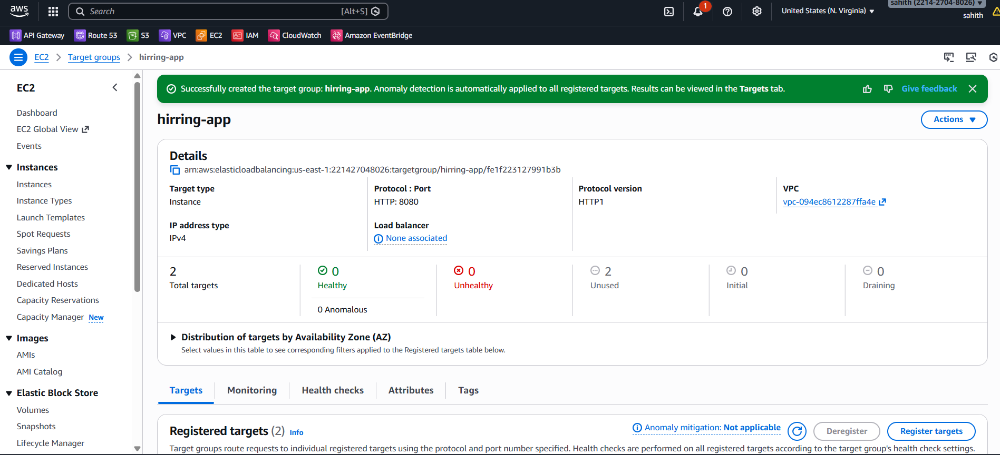 aws
Search [Alt+S]
1
United States (N. Virginia)
sahith (2214-2704-8026)
sahith
API Gateway Route 53 S3 VPC EC2 IAM CloudWatch Amazon EventBridge
EC2 Target groups hirring-app
EC2
Dashboard
EC2 Global View
Events
Instances
Instances
Instance Types
Launch Templates
Spot Requests
Savings Plans
Reserved Instances
Dedicated Hosts
Capacity Reservations
Capacity Manager New
Images
AMIs
AMI Catalog
Elastic Block Store
Volumes
Snapshots
Lifecycle Manager
Successfully created the target group: hirring-app. Anomaly detection is automatically applied to all registered targets. Results can be viewed in the Targets tab.
Give feedback
hirring-app
Actions
Details
arn:aws:elasticloadbalancing:us-east-1:221427048026:targetgroup/hirring-app/fe1f223127991b3b
Target type
Instance
Protocol : Port
HTTP: 8080
Protocol version
HTTP1
VPC
vpc-094ec8612287ffa4e
IP address type
IPv4
Load balancer
None associated
2
Total targets
0
Healthy
0 Anomalous
0
Unhealthy
2
Unused
0
Initial
0
Draining
Distribution of targets by Availability Zone (AZ)
Select values in this table to see corresponding filters applied to the Registered targets table below.
Targets Monitoring Health checks Attributes Tags
Registered targets (2) Info
Anomaly mitigation: Not applicable
Deregister
Register targets
Target groups route requests to individual registered targets using the protocol and port number specified. Health checks are performed on all registered targets according to the target group's health check settings.